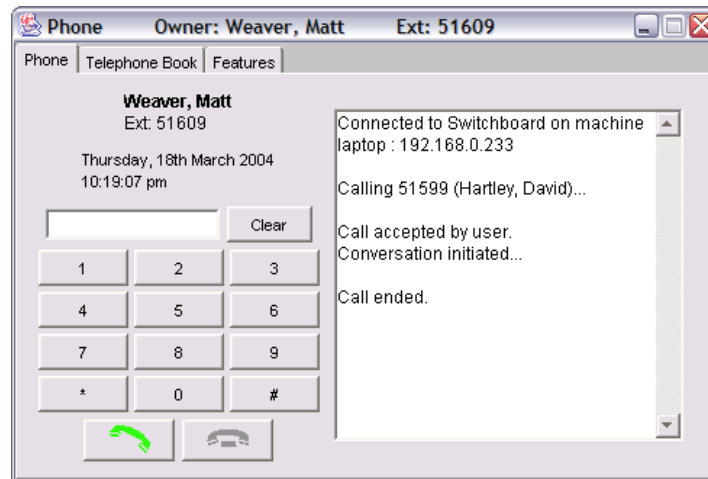 Phone Owner: Weaver, Matt Ext: 51609
Phone Telephone Book Features
Weaver, Matt
Ext: 51609
Thursday, 18th March 2004
10:19:07 pm
Clear
1 2 3
4 5 6
7 8 9
* 0 #
Connected to Switchboard on machine
laptop : 192.168.0.233
Calling 51599 (Hartley, David)...
Call accepted by user.
Conversation initiated...
Call ended.